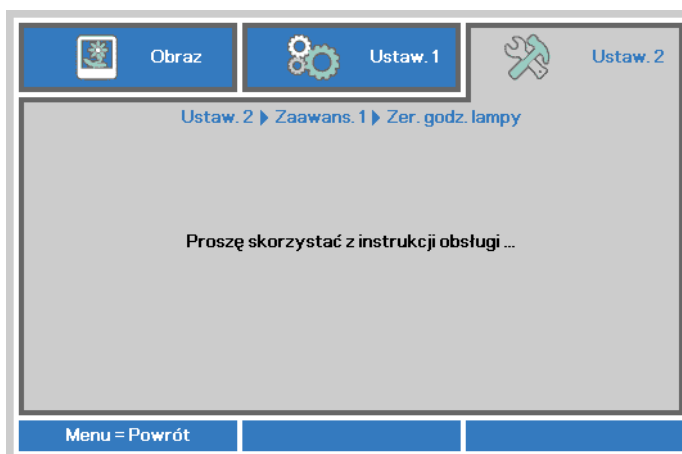 Obraz
Ustaw. 1
Ustaw. 2
Ustaw. 2 Zaawans. 1 Zer. godz. lampy
Proszę skorzystać z instrukcji obsługi ...
Menu = Powrót